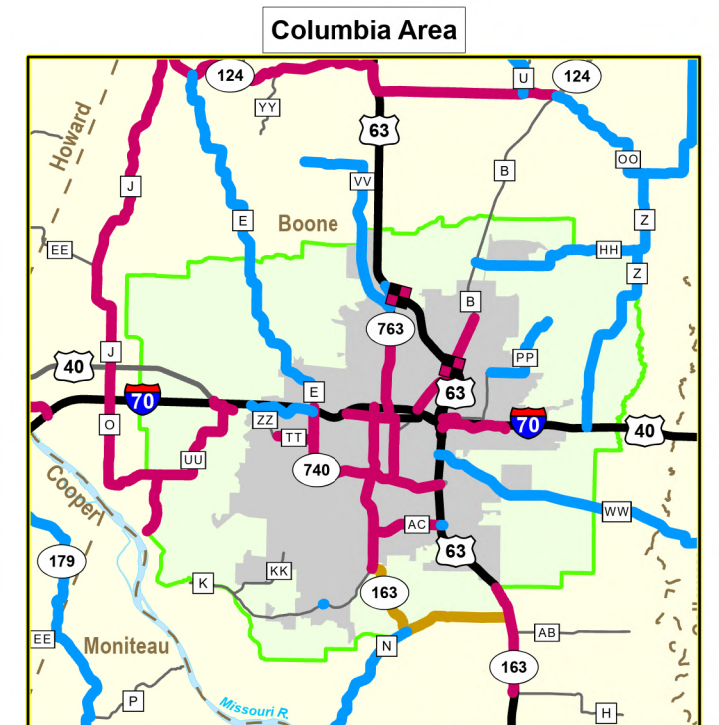 Columbia Area
124
U
124
YY
63
Howard
B
OO
J
VV
E
Z
Boone
EE
HH
Z
B
763
J
PP
40
E
63
70
ZZ
O
70
40
TT
UU
740
Cooper
WW
AC
63
179
KK
K
163
EE
AB
Moniteau
N
163
P
Missouri R.
H